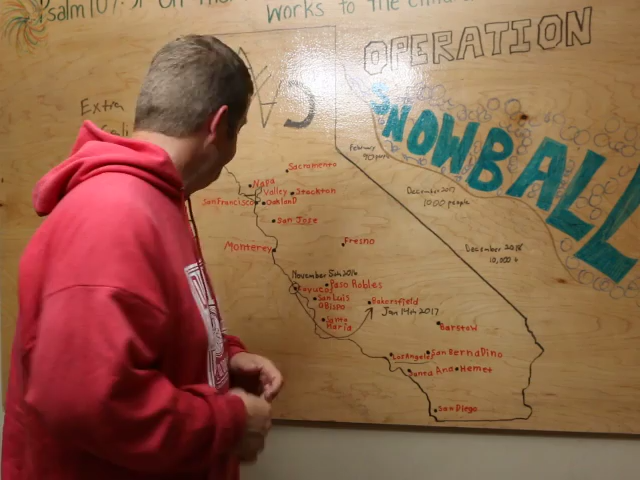 Psalm 107:
works to the
OPERATION
SNOWBALL
Extra
CA
February
Sacramento
Napa
Valley
Stockton
San Francisco
OaklanD
December 2017
1000 people
San Jose
Monterey
Fresno
December 2018
10,000+
November 5th 2016
Paso Robles
Cayucos
San Luis
OBispo
Bakersfield
Jan 14th 2017
Santa
Maria
Barstow
Los Angeles
San BernaDino
Santa Ana
Hemet
San Diego